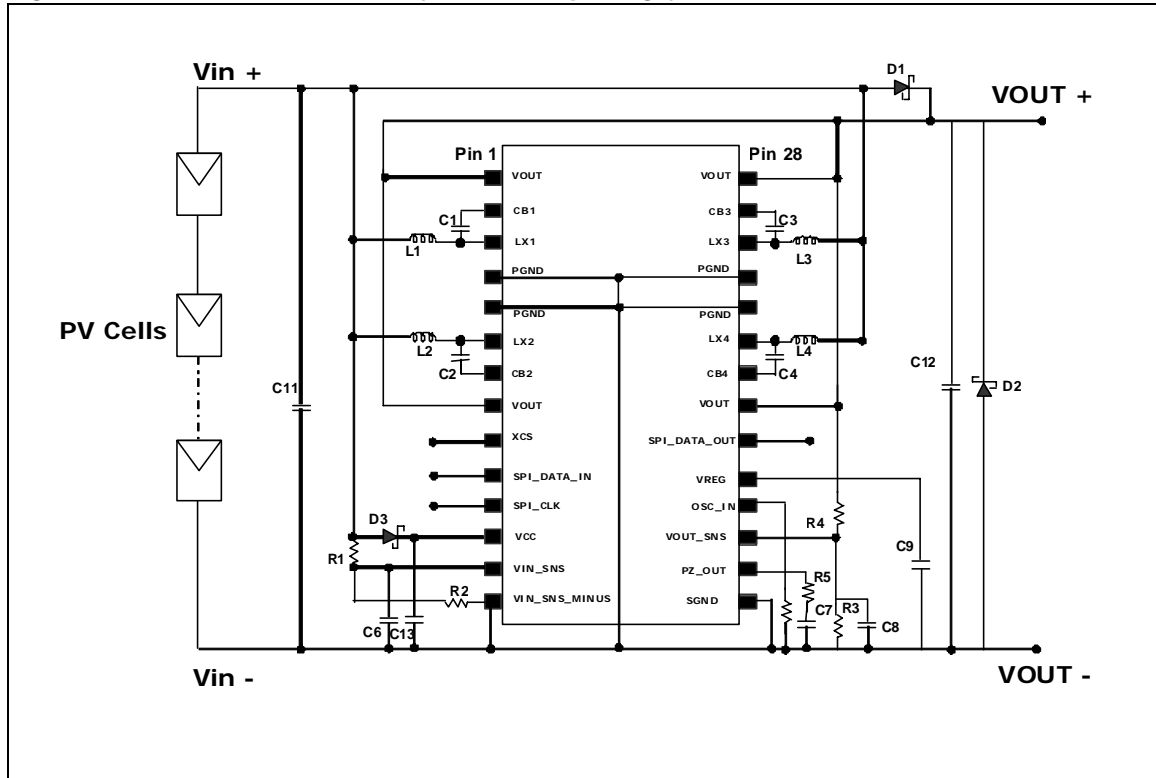 Vin +
D1
VOUT +
Pin 1
Pin 28
VOUT
VOUT
CB1
CB3
C1
C3
LX1
LX3
L1
L3
PGND
PGND
PGND
PGND
PV Cells
LX2
LX4
L2
L4
C2
C4
C12
CB2
CB4
C11
D2
VOUT
VOUT
XCS
SPI_DATA_OUT
SPI_DATA_IN
VREG
SPI_CLK
OSC_IN
D3
R4
VCC
VOUT_SNS
R1
C9
VIN_SNS
PZ_OUT
R5
R2
VIN_SNS_MINUS
SGND
C7
R3
C6
C13
C8
Vin -
VOUT -